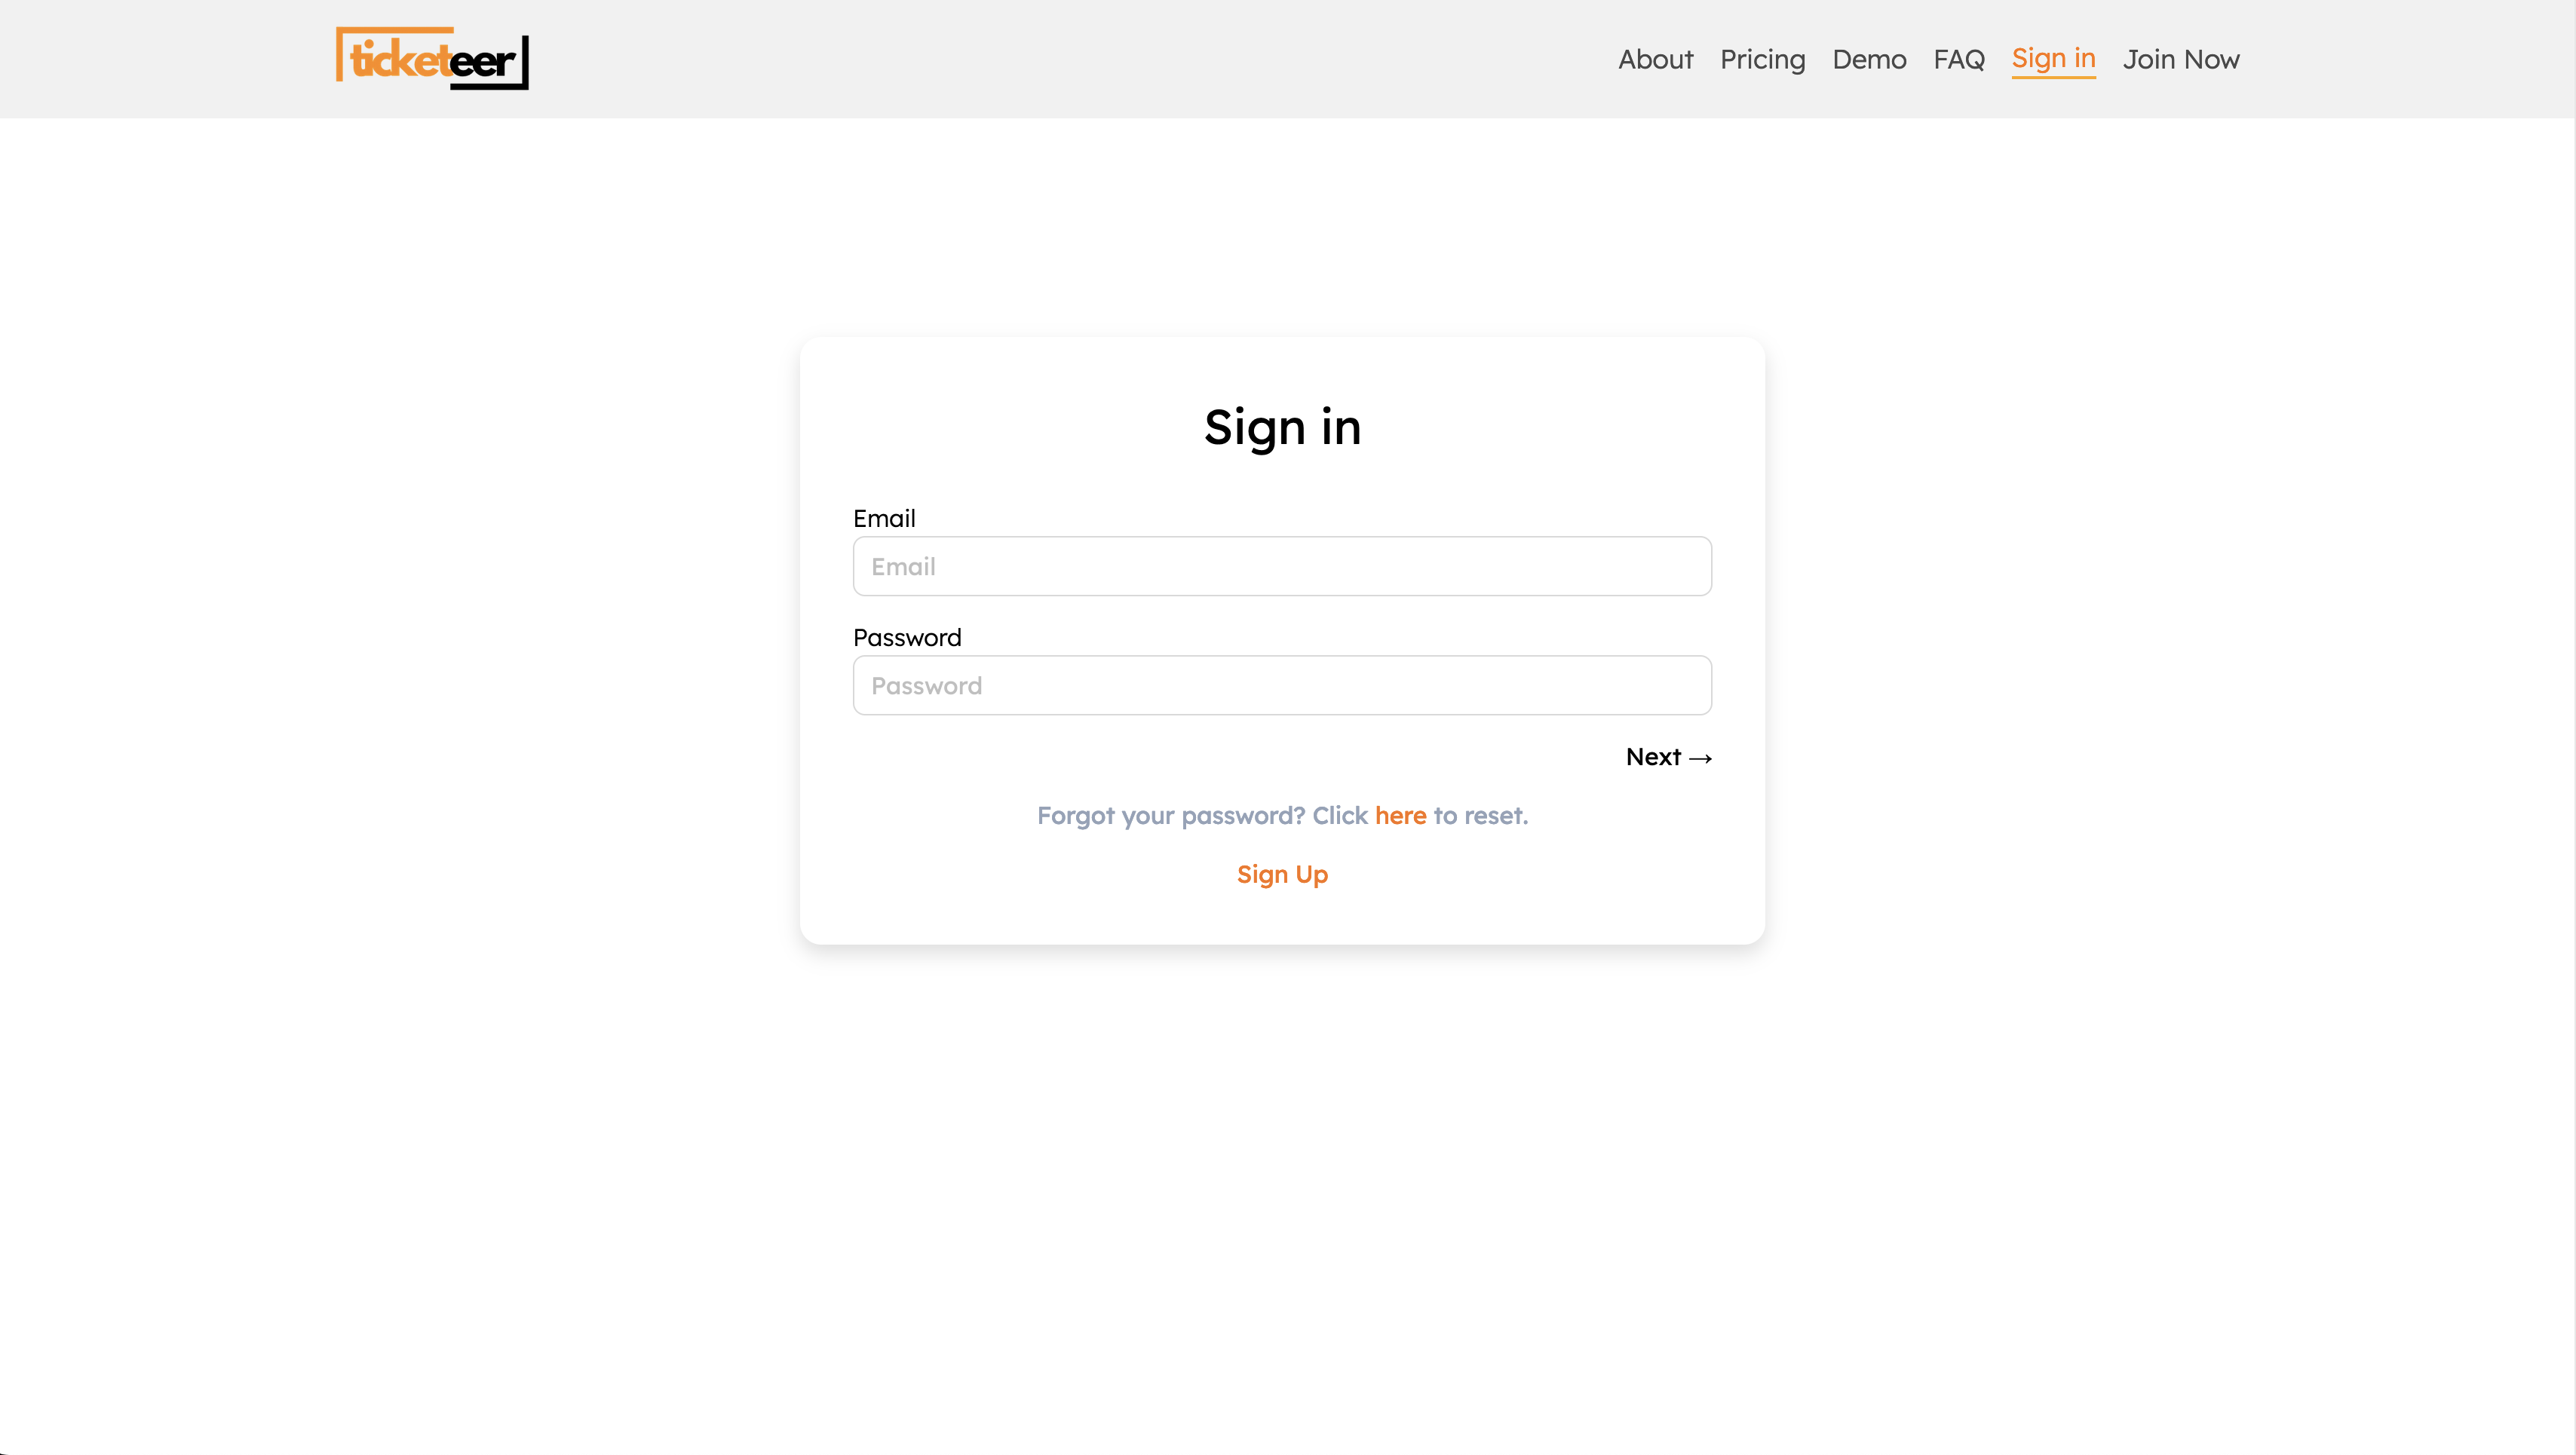 ticketeer
About Pricing Demo FAQ Sign in Join Now
Sign in
Email
Email
Password
Password
Next →
Forgot your password? Click here to reset.
Sign Up